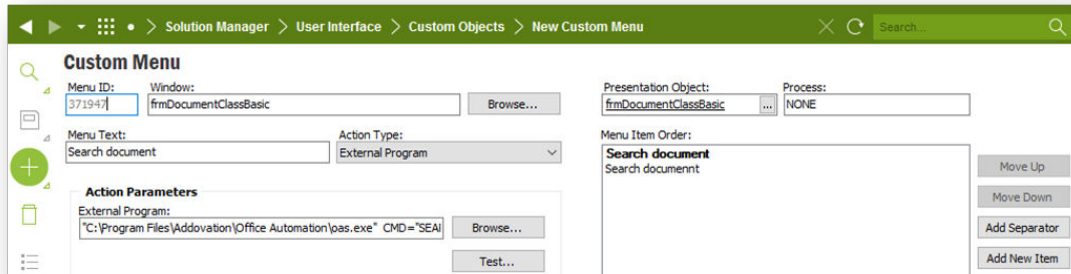 Solution Manager > User Interface > Custom Objects > New Custom Menu
Search...
Custom Menu
Menu ID: Window: Presentation Object: Process:
371947 frmDocumentClassBasic Browse... frmDocumentClassBasic ... NONE
Menu Text: Action Type: Menu Item Order:
Search document External Program
Search document
Search documennt
Move Up
Move Down
Action Parameters
External Program:
"C:\Program Files\Addovation\Office Automation\oas.exe" CMD="SEAI Browse... Add Separator
Test... Add New Item